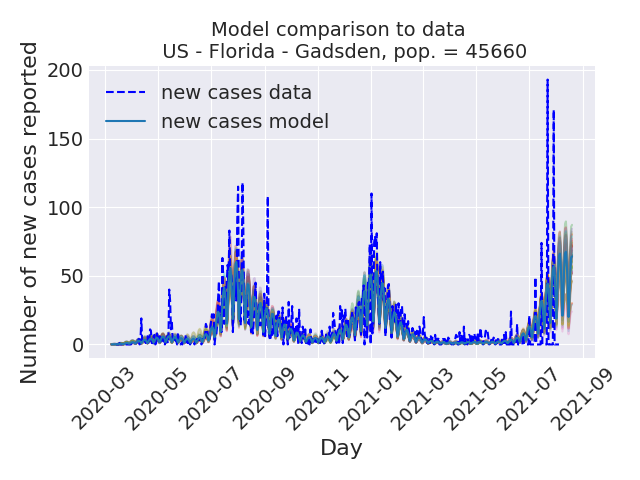 Model comparison to data
US - Florida - Gadsden, pop. = 45660
Number of new cases reported
200
150
100
50
0
new cases data
new cases model
2020-03
2020-05
2020-07
2020-09
2020-11
2021-01
2021-03
2021-05
2021-07
2021-09
Day